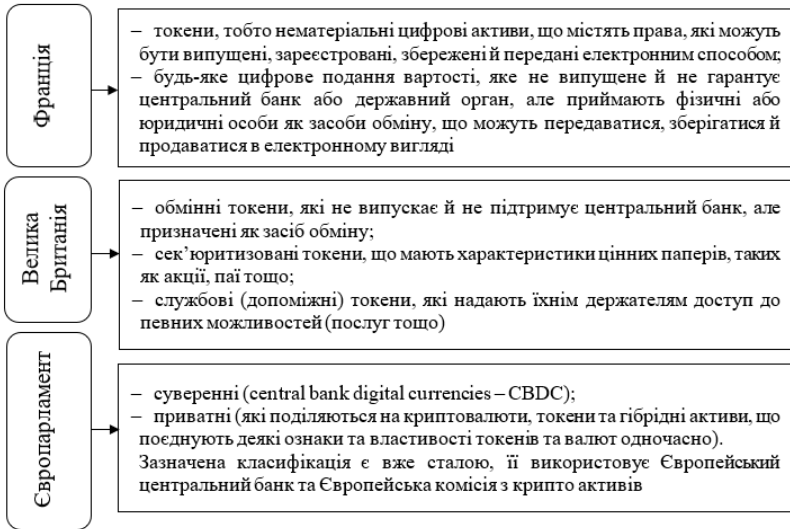 Франція
– токени, тобто нематеріальні цифрові активи, що містять права, які можуть
бути випущені, зареєстровані, збережені й передані електронним способом;
– будь-яке цифрове подання вартості, яке не випущене й не гарантує
центральний банк або державний орган, але приймають фізичні або
юридичні особи як засоби обміну, що можуть передаватися, зберігатися й
продаватися в електронному вигляді
Велика
Британія
– обмінні токени, які не випускає й не підтримує центральний банк, але
призначені як засіб обміну;
– сек’юритизовані токени, що мають характеристики цінних паперів, таких
як акції, паї тощо;
– службові (допоміжні) токени, які надають їхнім держателям доступ до
певних можливостей (послуг тощо)
Європарламент
– суверенні (central bank digital currencies – CBDC);
– приватні (які поділяються на криптовалюти, токени та гібрідні активи, що
поєднують деякі ознаки та властивості токенів та валют одночасно).
Зазначена класифікація є вже сталою, її використовує Європейський
центральний банк та Європейська комісія з крипто активів